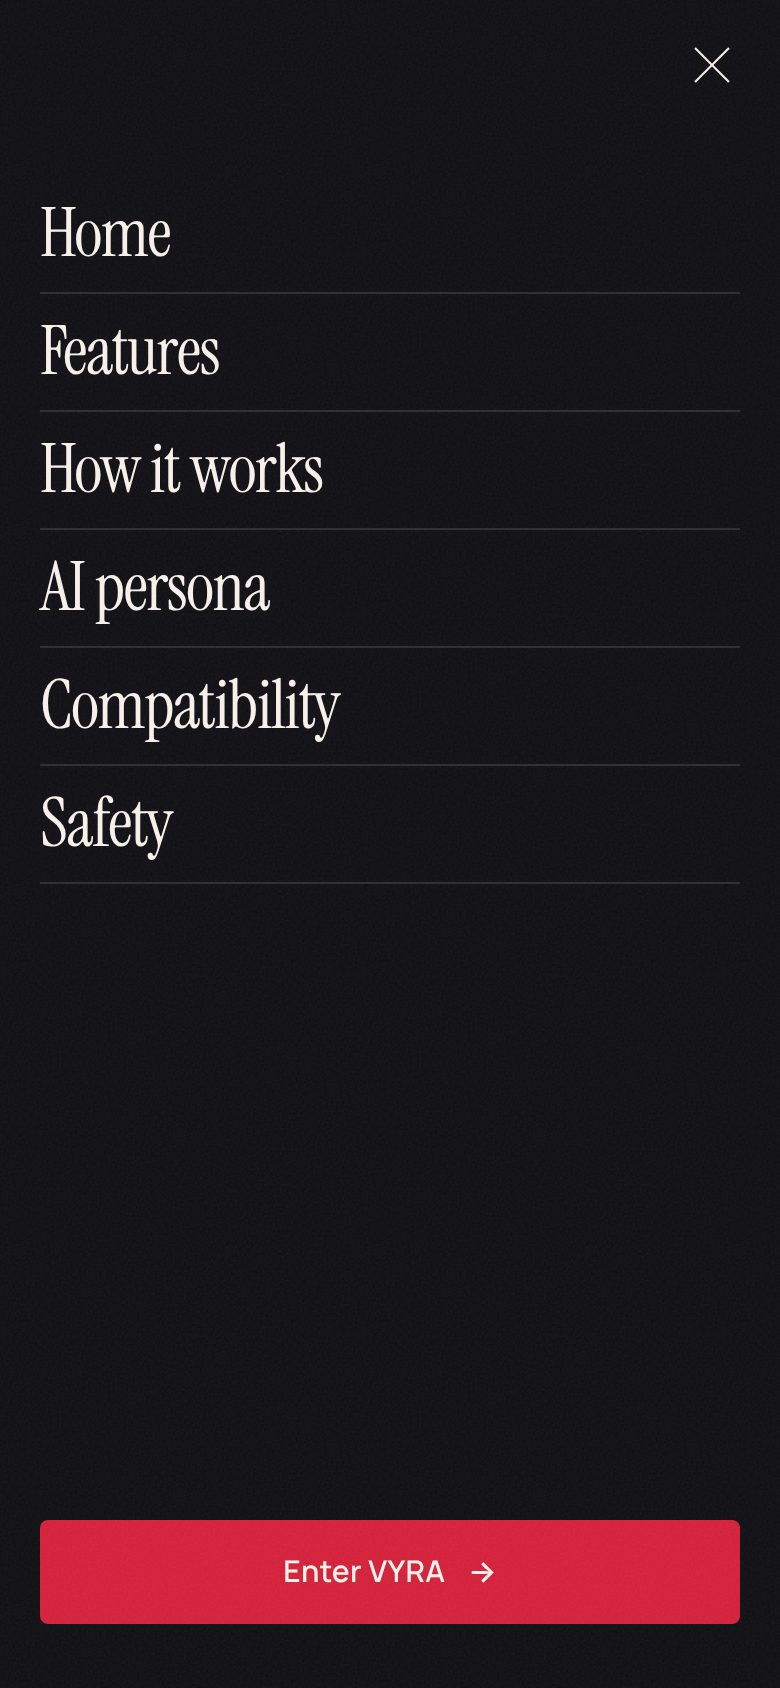 Home
Features
How it works
AI persona
Compatibility
Safety
Enter VYRA →